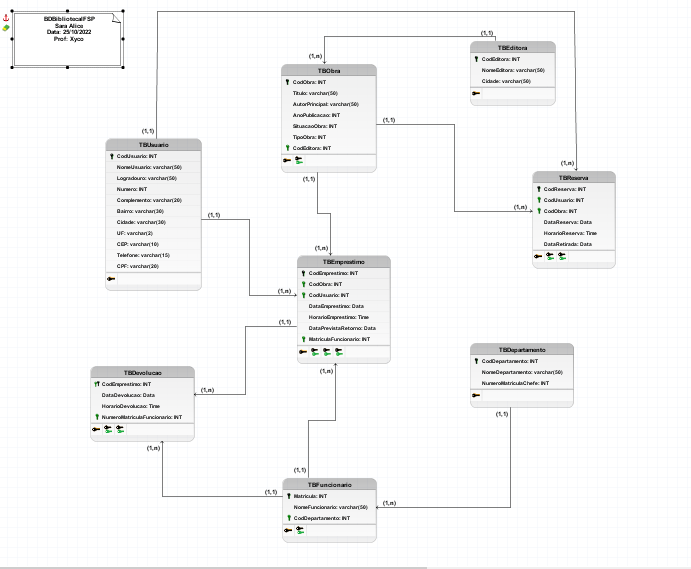 BDBibliotecaIFSP
Sara Alice
Data: 25/10/2022
Prof: Xyco
(1,1)
TBEditora
CodEditora: INT
NomeEditora: varchar(50)
Cidade: varchar(50)
(1,n)
TBObra
CodObra: INT
Titulo: varchar(50)
AutorPrincipal: varchar(50)
AnoPublicacao: INT
SituacaoObra: INT
TipoObra: INT
CodEditora: INT
(1,1)
(1,1)
(1,1)
TBUsuario
CodUsuario: INT
NomeUsuario: varchar(50)
Logradouro: varchar(50)
Numero: INT
Complemento: varchar(20)
Bairro: varchar(30)
Cidade: varchar(30)
UF: varchar(2)
CEP: varchar(10)
Telefone: varchar(15)
CPF: varchar(20)
(1,1)
(1,n)
(1,n)
TBReserva
CodReserva: INT
CodUsuario: INT
CodObra: INT
DataReserva: Data
HorarioReserva: Time
DataRetirada: Data
(1,n)
(1,n)
TBEmprestimo
CodEmprestimo: INT
CodObra: INT
CodUsuario: INT
DataEmprestimo: Data
HorarioEmprestimo: Time
DataPrevistaRetorno: Data
MatriculaFuncionario: INT
(1,n)
(1,1)
(1,n)
TBDevolucao
CodEmprestimo: INT
DataDevolucao: Data
HorarioDevolucao: Time
NumeroMatriculaFuncionario: INT
(1,n)
(1,n)
TBDepartamento
CodDepartamento: INT
NomeDepartamento: varchar(50)
NumeroMatriculaChefe: INT
(1,1)
(1,1)
(1,1)
TBFuncionario
Matricula: INT
NomeFuncionario: varchar(50)
CodDepartamento: INT
(1,n)